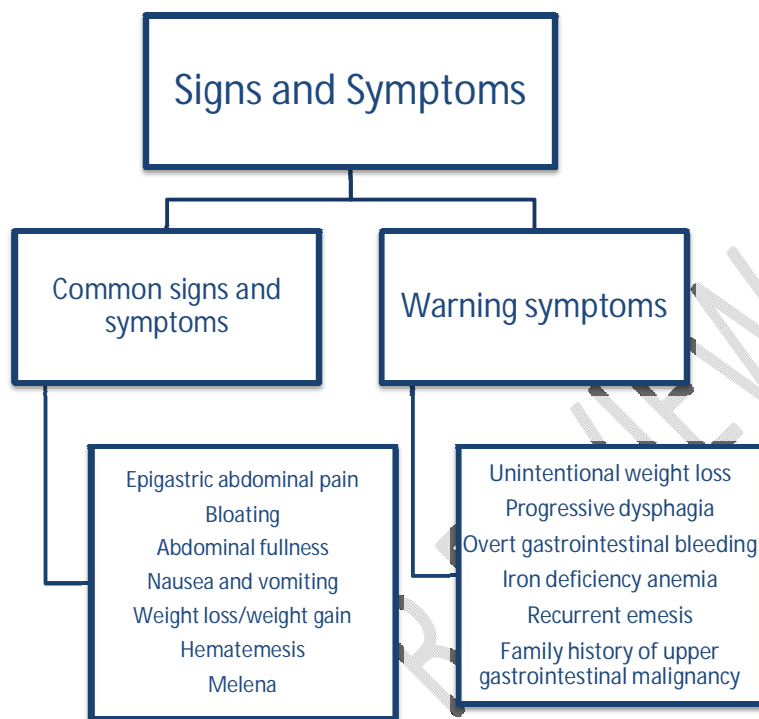 Signs and Symptoms
Common signs and
symptoms
Warning symptoms
Epigastric abdominal pain
Bloating
Abdominal fullness
Nausea and vomiting
Weight loss/weight gain
Hematemesis
Melena
Unintentional weight loss
Progressive dysphagia
Overt gastrointestinal bleeding
Iron deficiency anemia
Recurrent emesis
Family history of upper
gastrointestinal malignancy